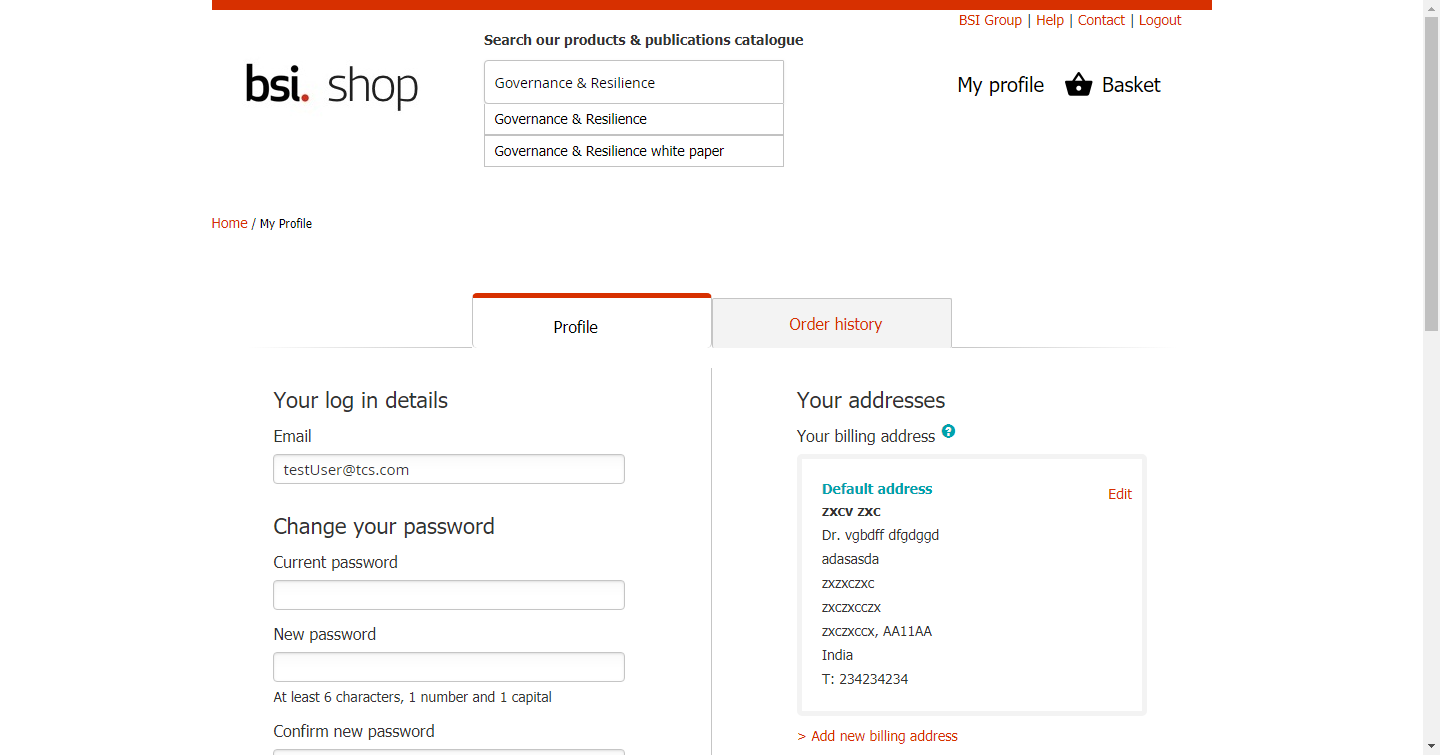 BSI Group | Help | Contact | Logout
Search our products & publications catalogue
bsi. shop
Governance & Resilience
My profile
Basket
Governance & Resilience
Governance & Resilience white paper
Home / My Profile
Profile
Order history
Your log in details
Email
testUser@tcs.com
Change your password
Current password
New password
At least 6 characters, 1 number and 1 capital
Confirm new password
Your addresses
Your billing address ?
Default address
Edit
zxcv zxc
Dr. vgbdff dfgdggd
adasasda
zxzxczxc
zxczxcczx
zxczxccx, AA11AA
India
T: 234234234
> Add new billing address